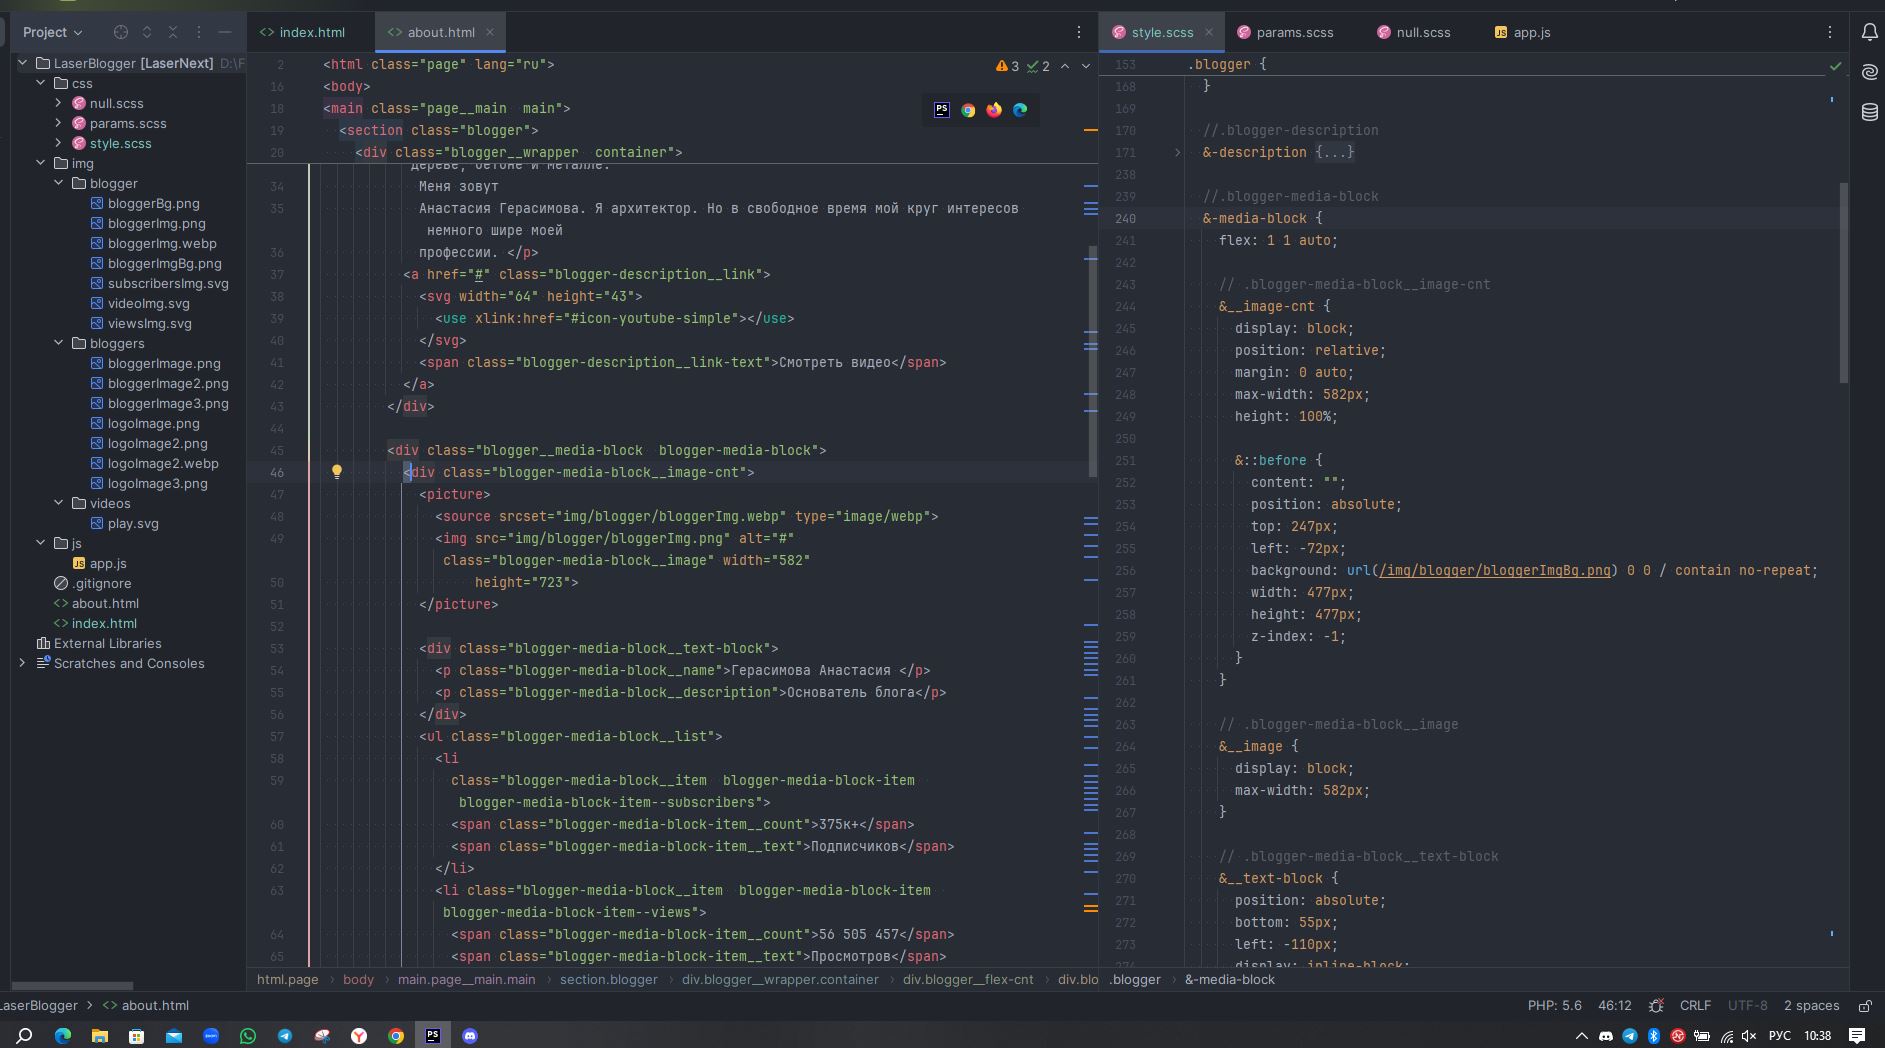 Project
index.html
about.html
style.scss
params.scss
null.scss
app.js
LaserBlogger [LaserNext] D:\F
css
null.scss
params.scss
style.scss
img
blogger
bloggerBg.png
bloggerImg.png
bloggerImg.webp
bloggerImgBg.png
subscribersImg.svg
videoImg.svg
viewsImg.svg
bloggers
bloggerImage.png
bloggerImage2.png
bloggerImage3.png
logoImage.png
logoImage2.png
logoImage2.webp
logoImage3.png
videos
play.svg
js
app.js
.gitignore
about.html
index.html
External Libraries
Scratches and Consoles
2 <html class="page" lang="ru">
3 2
16 <body>
18 <main class="page__main main">
19 <section class="blogger">
20 <div class="blogger__wrapper container">
дереве, бетоне и металле.
34 Меня зовут
35 Анастасия Герасимова. Я архитектор. Но в свободное время мой круг интересов
немного шире моей
36 профессии. </p>
37 <a href="#" class="blogger-description__link">
38 <svg width="64" height="43">
39 <use xlink:href="#icon-youtube-simple"></use>
40 </svg>
41 <span class="blogger-description__link-text">Смотреть видео</span>
42 </a>
43 </div>
44
45 <div class="blogger__media-block blogger-media-block">
46 <div class="blogger-media-block__image-cnt">
47 <picture>
48 <source srcset="img/blogger/bloggerImg.webp" type="image/webp">
49 <img src="img/blogger/bloggerImg.png" alt="#"
class="blogger-media-block__image" width="582"
50 height="723">
51 </picture>
52
53 <div class="blogger-media-block__text-block">
54 <p class="blogger-media-block__name">Герасимова Анастасия </p>
55 <p class="blogger-media-block__description">Основатель блога</p>
56 </div>
57 <ul class="blogger-media-block__list">
58 <li
59 class="blogger-media-block__item blogger-media-block-item
blogger-media-block-item--subscribers">
60 <span class="blogger-media-block-item__count">375к+</span>
61 <span class="blogger-media-block-item__text">Подписчиков</span>
62 </li>
63 <li class="blogger-media-block__item blogger-media-block-item
blogger-media-block-item--views">
64 <span class="blogger-media-block-item__count">56 505 457</span>
65 <span class="blogger-media-block-item__text">Просмотров</span>
153 .blogger {
168 }
169
170 //.blogger-description
171 &-description {...}
238
239 //.blogger-media-block
240 &-media-block {
241 flex: 1 1 auto;
242
243 // .blogger-media-block__image-cnt
244 &__image-cnt {
245 display: block;
246 position: relative;
247 margin: 0 auto;
248 max-width: 582px;
249 height: 100%;
250
251 &::before {
252 content: "";
253 position: absolute;
254 top: 247px;
255 left: -72px;
256 background: url(/img/blogger/bloggerImgBg.png) 0 0 / contain no-repeat;
257 width: 477px;
258 height: 477px;
259 z-index: -1;
260 }
261 }
262
263 // .blogger-media-block__image
264 &__image {
265 display: block;
266 max-width: 582px;
267 }
268
269 // .blogger-media-block__text-block
270 &__text-block {
271 position: absolute;
272 bottom: 55px;
273 left: -110px;
274 display: inline-block;
html.page body main.page__main.main section.blogger div.blogger__wrapper.container div.blogger__flex-cnt div.blo
.blogger &-media-block
LaserBlogger about.html
PHP: 5.6 46:12 CRLF UTF-8 2 spaces
РУС 10:38